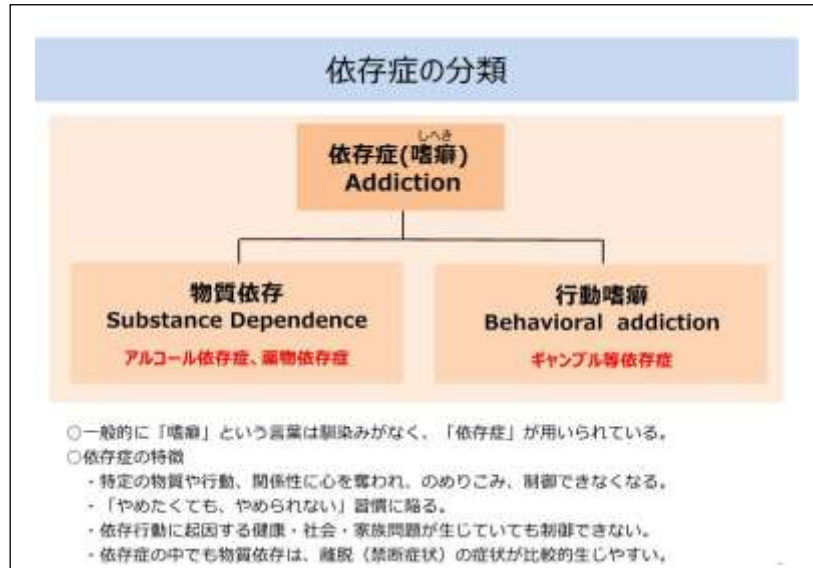 依存症の分類
しへき
依存症(嗜癖)
Addiction
物質依存
Substance Dependence
アルコール依存症、薬物依存症
行動嗜癖
Behavioral addiction
ギャンブル等依存症
○一般的に「嗜癖」という言葉は馴染みがなく、「依存症」が用いられている。
○依存症の特徴
・特定の物質や行動、関係性に心を奪われ、のめりこみ、制御できなくなる。
・「やめたくても、やめられない」習慣に陥る。
・依存行動に起因する健康・社会・家族問題が生じていても制御できない。
・依存症の中でも物質依存は、離脱（禁断症状）の症状が比較的生じやすい。